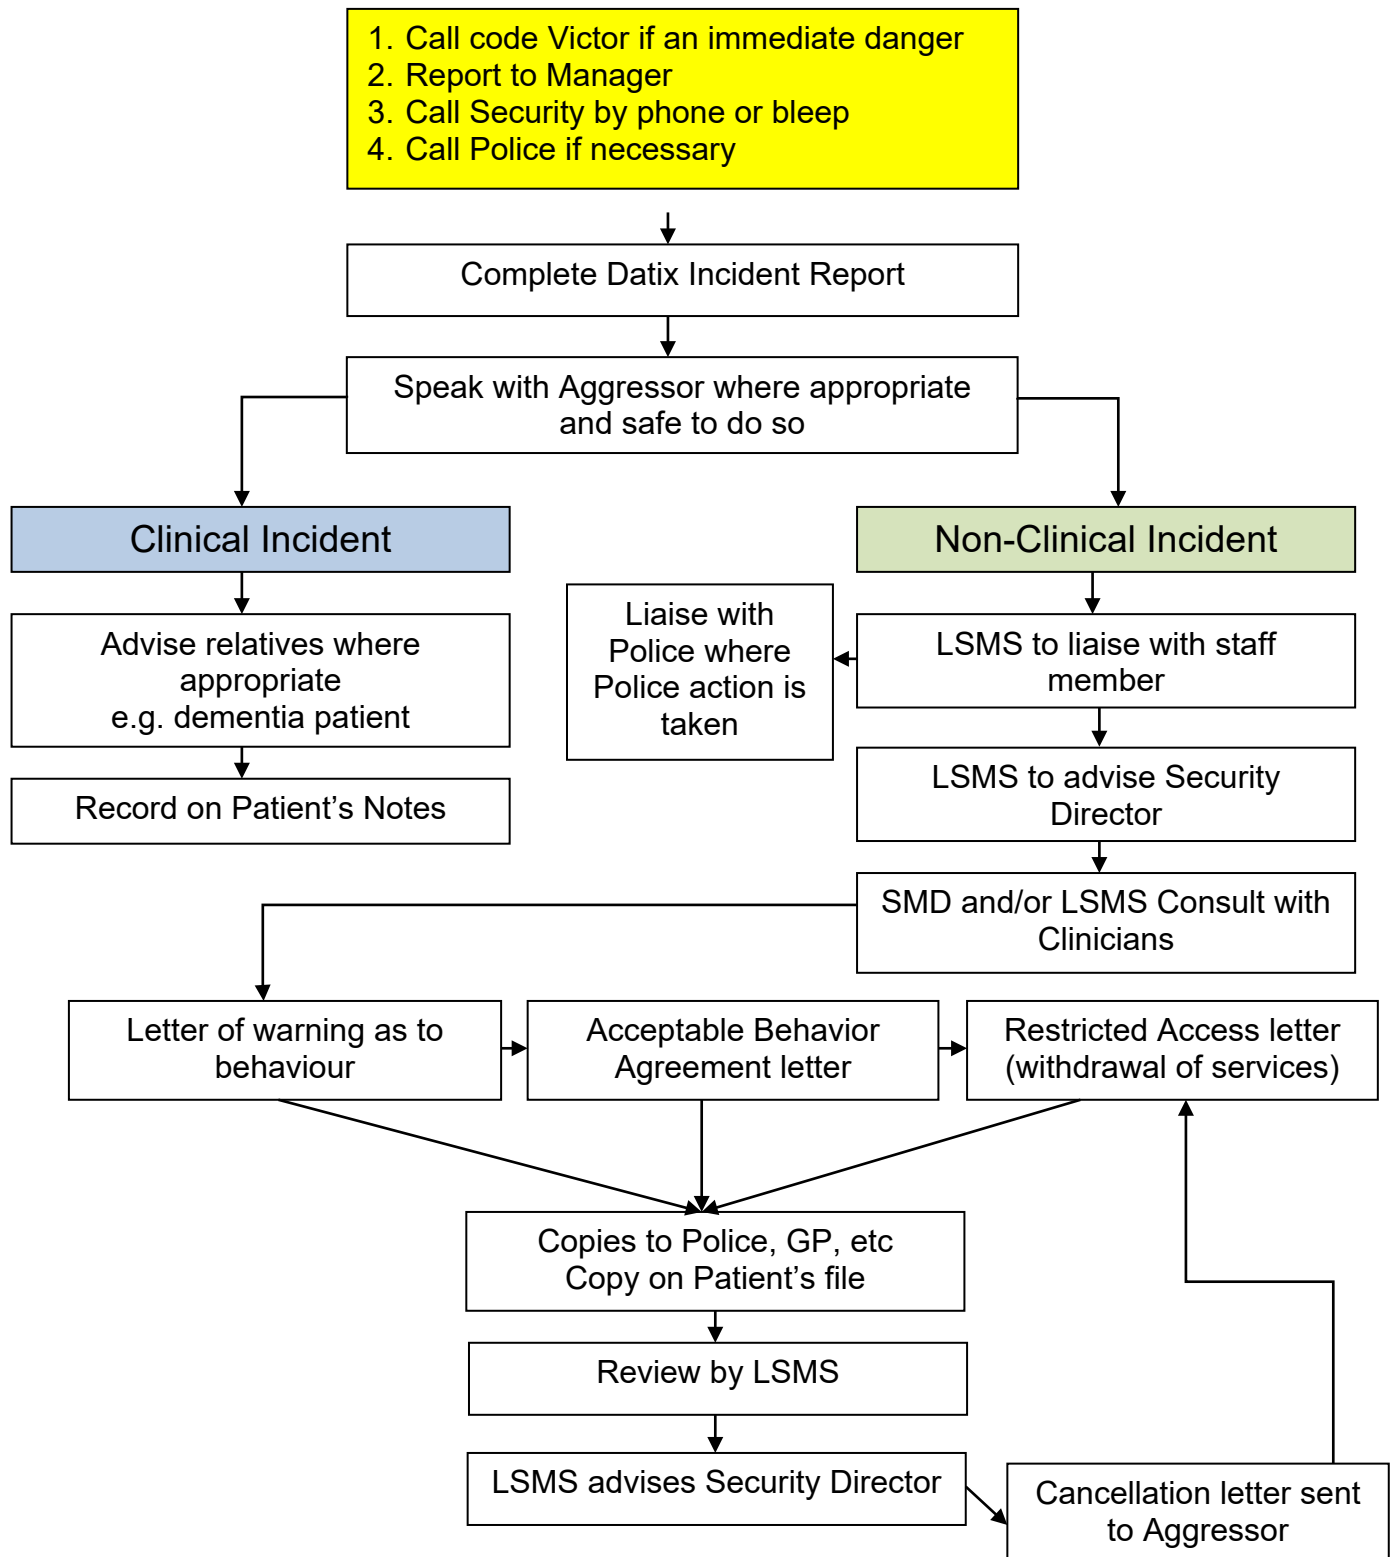 1. Call code Victor if an immediate danger
2. Report to Manager
3. Call Security by phone or bleep
4. Call Police if necessary
Complete Datix Incident Report
Speak with Aggressor where appropriate
and safe to do so
Clinical Incident
Non-Clinical Incident
Advise relatives where
appropriate
e.g. dementia patient
Liaise with
Police where
Police action is
taken
LSMS to liaise with staff
member
Record on Patient’s Notes
LSMS to advise Security
Director
SMD and/or LSMS Consult with
Clinicians
Letter of warning as to
behaviour
Acceptable Behavior
Agreement letter
Restricted Access letter
(withdrawal of services)
Copies to Police, GP, etc
Copy on Patient’s file
Review by LSMS
LSMS advises Security Director
Cancellation letter sent
to Aggressor